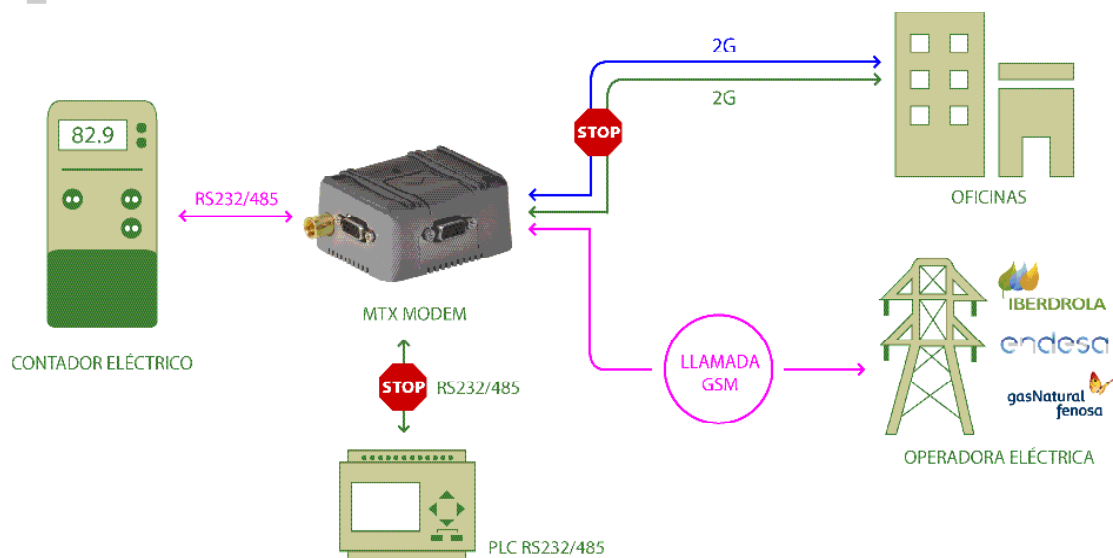 2G
2G
STOP
82.9
RS232/485
OFICINAS
MTX MODEM
IBERDROLA
endesa
gasNatural
fenosa
CONTADOR ELÉCTRICO
LLAMADA
GSM
STOP
RS232/485
OPERADORA ELÉCTRICA
PLC RS232/485